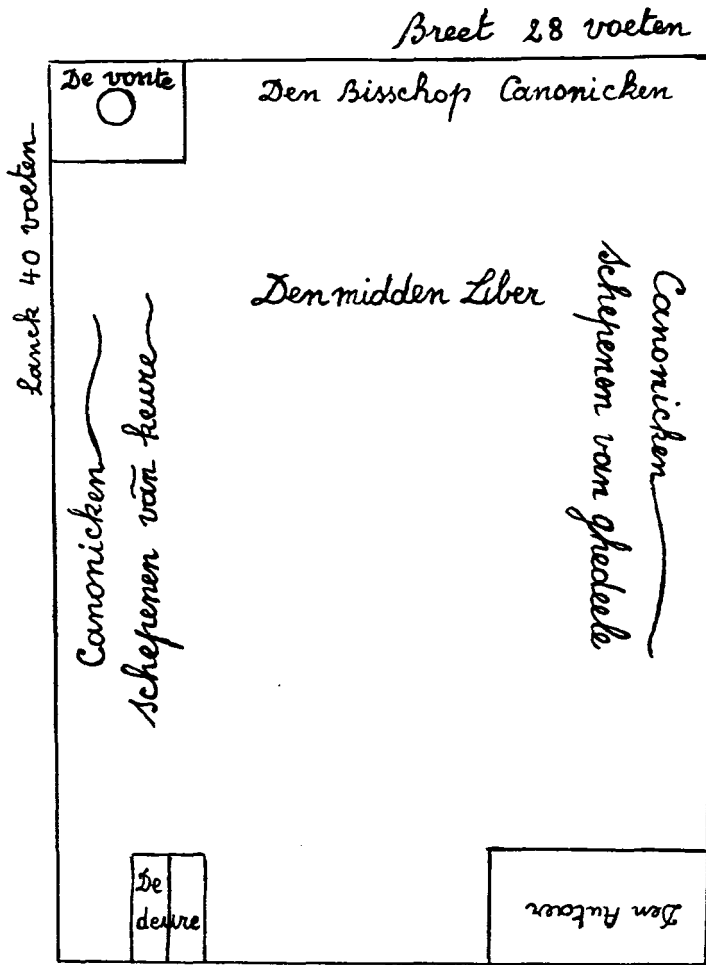 Breet 28 voeten
De vonte
Den Bisschop Canonicken
Lanck 40 voeten
Den midden Liber
Canonicken
schepenen van keure
Canonicken
schepenen van ghedeele
De
deure
Den Autaer